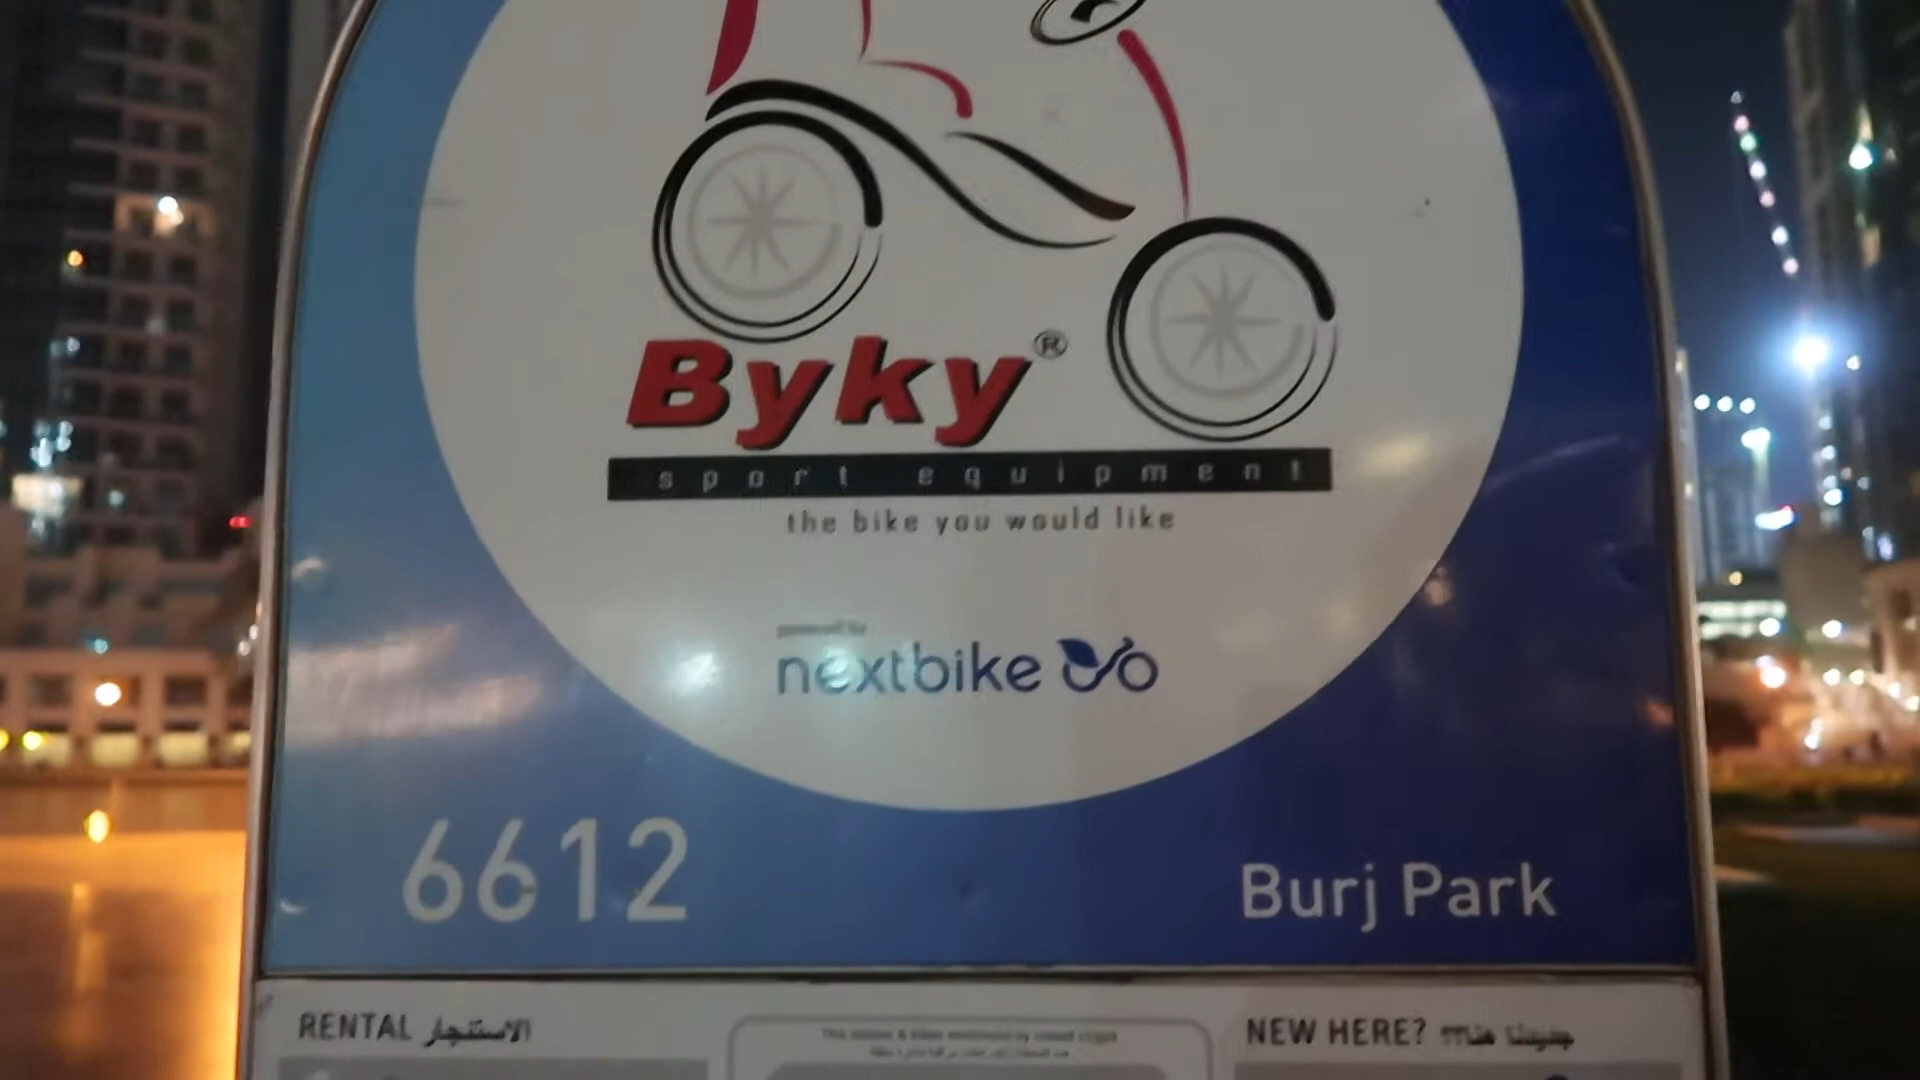 Byky®
sport equipment
the bike you would like
powered by
nextbike
6612
Burj Park
RENTAL الاستئجار
NEW HERE?